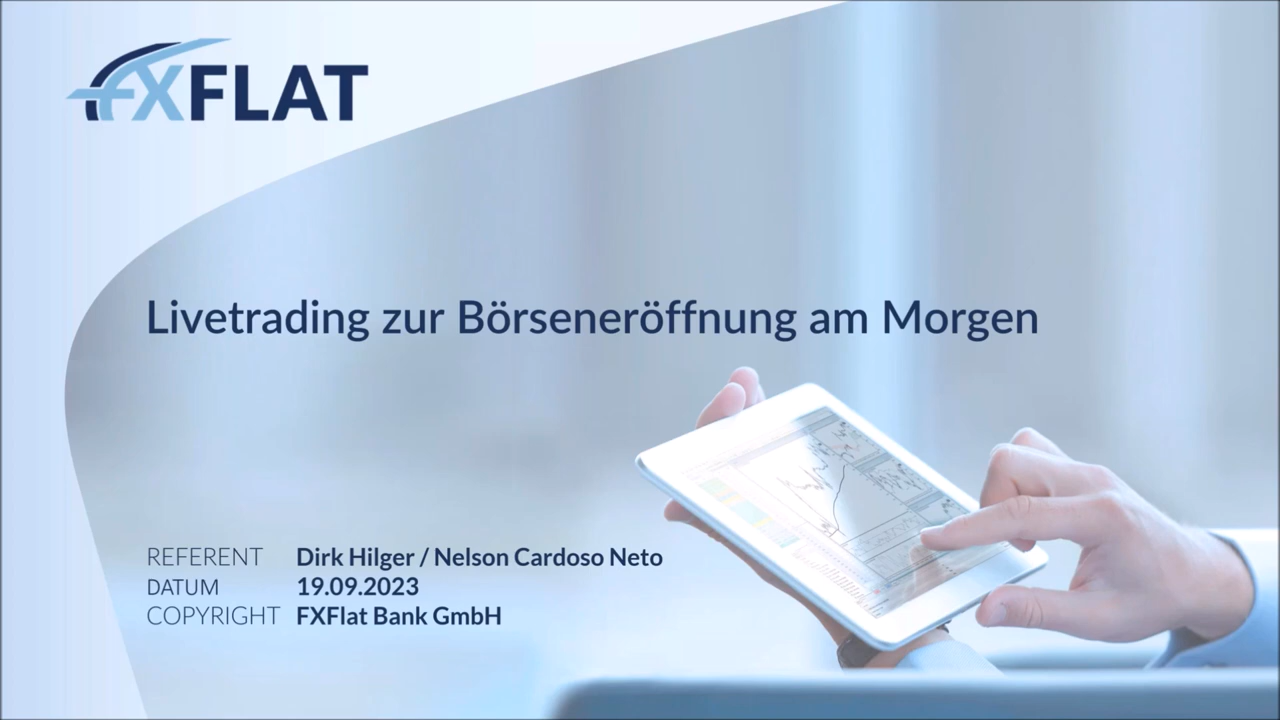 FXFLAT
Livetrading zur Börseneröffnung am Morgen
REFERENT Dirk Hilger / Nelson Cardoso Neto
DATUM 19.09.2023
COPYRIGHT FXFlat Bank GmbH